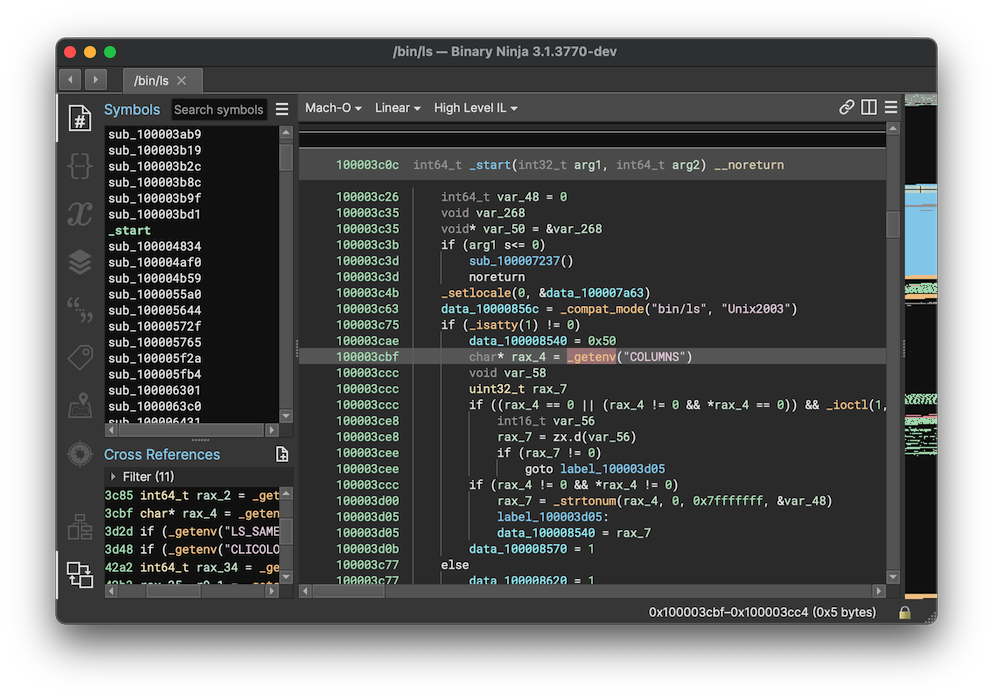 /bin/ls — Binary Ninja 3.1.3770-dev
/bin/ls
Symbols
Search symbols
sub_100003ab9
sub_100003b19
sub_100003b2c
sub_100003b8c
sub_100003b9f
sub_100003bd1
_start
sub_100004834
sub_100004af0
sub_100004b59
sub_1000055a0
sub_100005644
sub_10000572f
sub_100005765
sub_100005f2a
sub_100005fb4
sub_100006301
sub_1000063c0
sub_100006431
Cross References
Filter (11)
3c85 int64_t rax_2 = _get
3cbf char* rax_4 = _geten
3d2d if (_getenv("LS_SAME
3d48 if (_getenv("CLICOLO
42a2 int64_t rax_34 = _ge
Mach-O
Linear
High Level IL
100003c0c int64_t _start(int32_t arg1, int64_t arg2) __noreturn
100003c26 int64_t var_48 = 0
100003c35 void var_268
100003c35 void* var_50 = &var_268
100003c3b if (arg1 s<= 0)
100003c3d sub_100007237()
100003c3d noreturn
100003c4b _setlocale(0, &data_100007a63)
100003c63 data_10000856c = _compat_mode("bin/ls", "Unix2003")
100003c75 if (_isatty(1) != 0)
100003cae data_100008540 = 0x50
100003cbf char* rax_4 = _getenv("COLUMNS")
100003ccc void var_58
100003ccc uint32_t rax_7
100003ccc if ((rax_4 == 0 || (rax_4 != 0 && *rax_4 == 0)) && _ioctl(1,
100003ce8 int16_t var_56
100003ce8 rax_7 = zx.d(var_56)
100003cee if (rax_7 != 0)
100003cee goto label_100003d05
100003ccc if (rax_4 != 0 && *rax_4 != 0)
100003d00 rax_7 = _strtonum(rax_4, 0, 0x7fffffff, &var_48)
100003d05 label_100003d05:
100003d05 data_100008540 = rax_7
100003d0b data_100008570 = 1
100003c77 else
100003c77 data_100008620 = 1
0x100003cbf–0x100003cc4 (0x5 bytes)